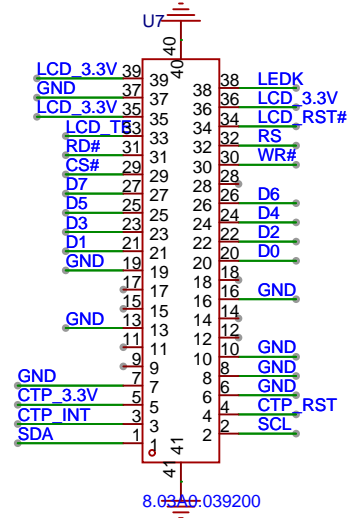 U7
40
40
LCD_3.3V 39 39 38 38 LEDK
GND 37 37 36 36 LCD_3.3V
LCD_3.3V 35 35 34 34 LCD_RST#
LCD_TE 33 33 32 32 RS
RD# 31 31 30 30 WR#
CS# 29 29 28 28
D7 27 27 26 26 D6
D5 25 25 24 24 D4
D3 23 23 22 22 D2
D1 21 21 20 20 D0
GND 19 19 18 18
17 17 16 16 GND
15 15 14 14
GND 13 13 12 12
11 11 10 10 GND
9 9 8 8 GND
GND 7 7 6 6 GND
CTP_3.3V 5 5 4 4 CTP_RST
CTP_INT 3 3 2 2 SCL
SDA 1 1
41
41
8.03A0.039200